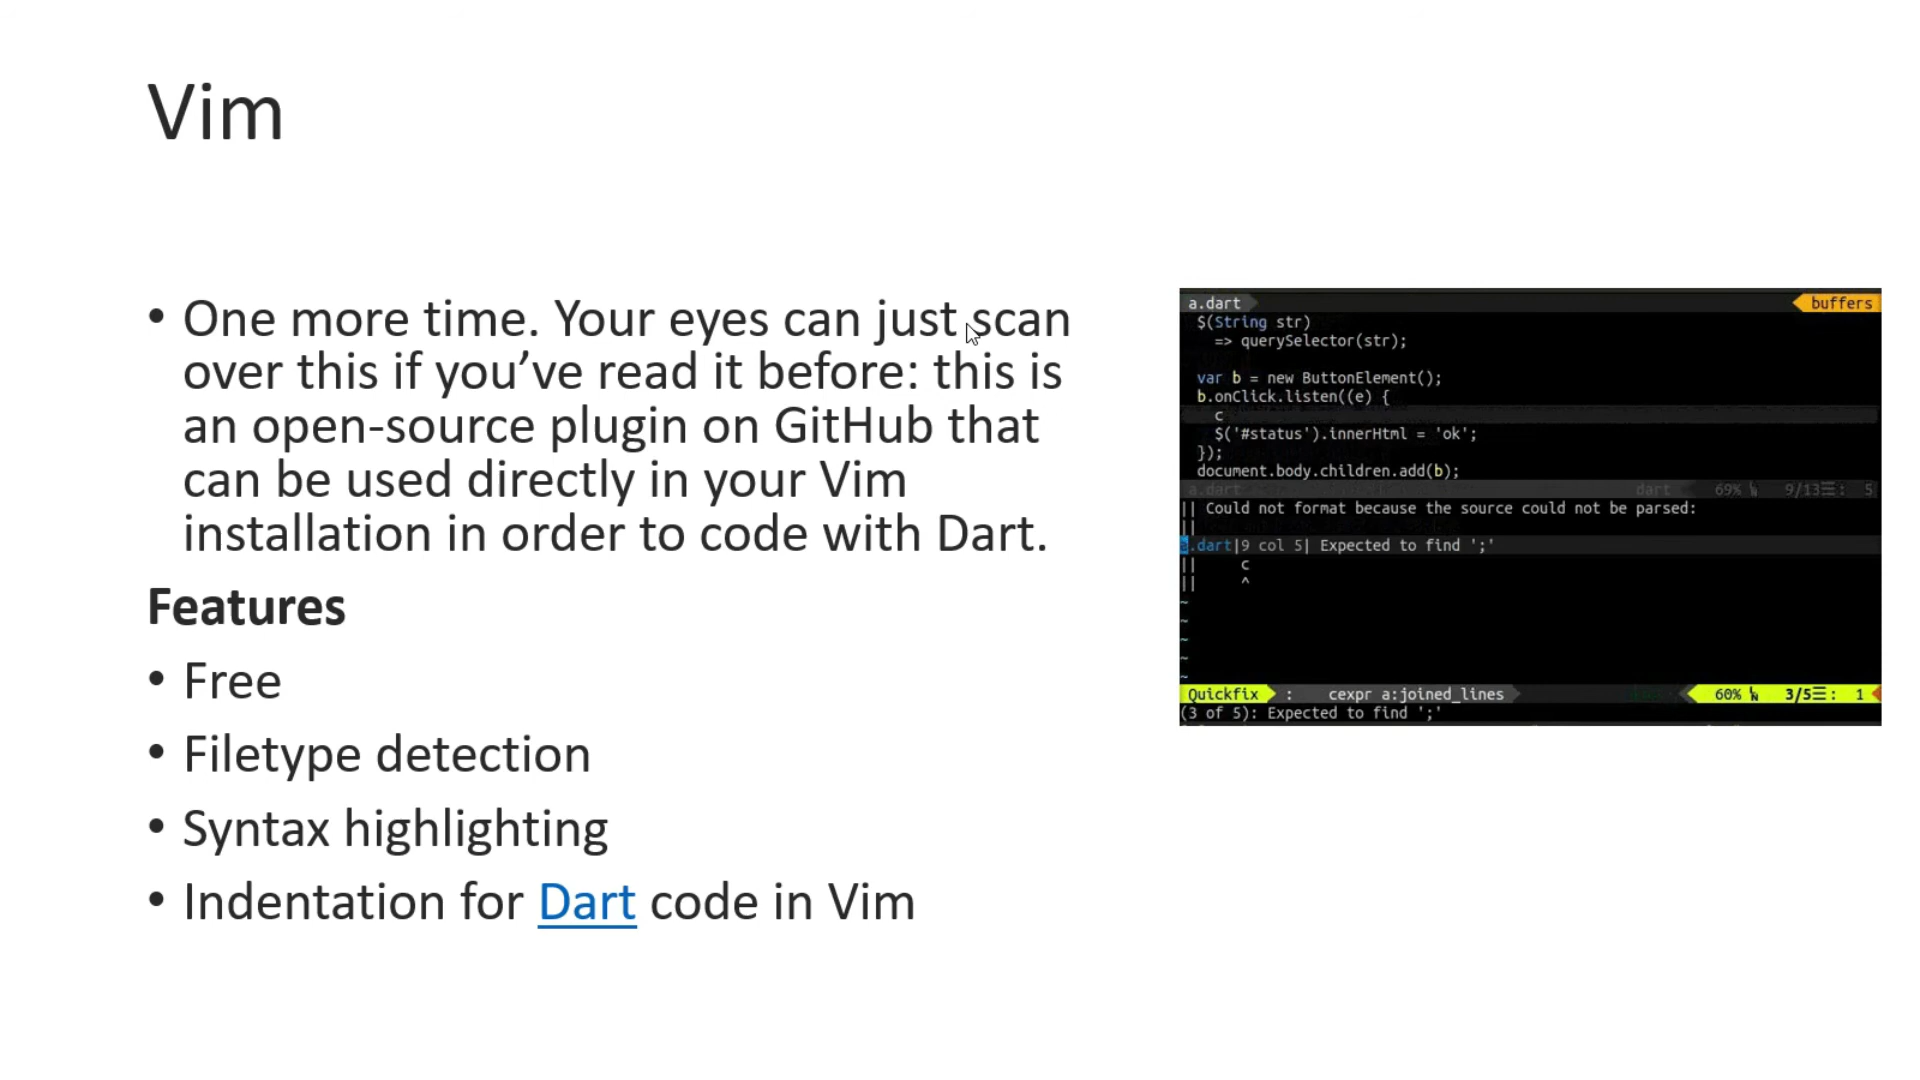 Vim
• One more time. Your eyes can just scan
over this if you’ve read it before: this is
an open-source plugin on GitHub that
can be used directly in your Vim
installation in order to code with Dart.
Features
• Free
• Filetype detection
• Syntax highlighting
• Indentation for Dart code in Vim
a.dart buffers
$(String str)
=> querySelector(str);
var b = new ButtonElement();
b.onClick.listen((e) {
c
$('#status').innerHtml = 'ok';
});
document.body.children.add(b);
a.dart dart 69% 9/13☰: 5
|| Could not format because the source could not be parsed:
||
a.dart|9 col 5| Expected to find ';'
|| c
|| ^
~
~
~
~
~
Quickfix : cexpr a:joined_lines 60% 3/5☰: 1
(3 of 5): Expected to find ';'